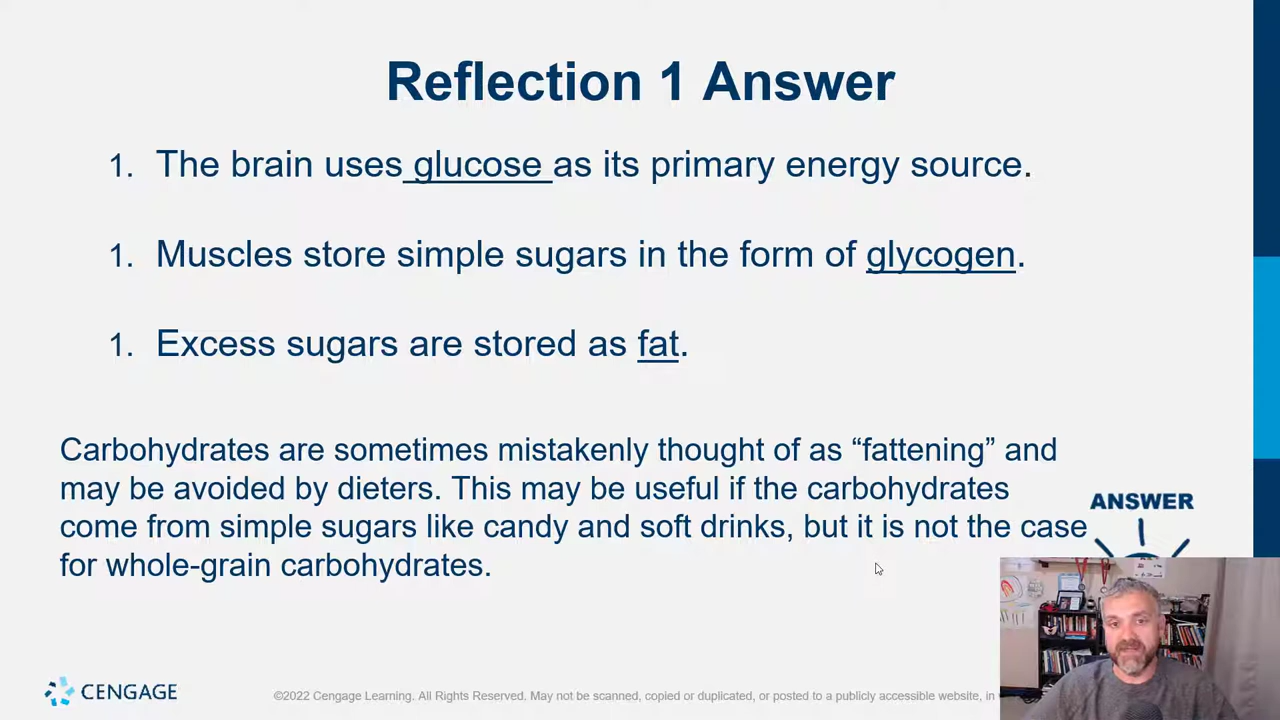 Reflection 1 Answer
1. The brain uses glucose as its primary energy source.
1. Muscles store simple sugars in the form of glycogen.
1. Excess sugars are stored as fat.
Carbohydrates are sometimes mistakenly thought of as “fattening” and
may be avoided by dieters. This may be useful if the carbohydrates
come from simple sugars like candy and soft drinks, but it is not the case
for whole-grain carbohydrates.
ANSWER
CENGAGE
©2022 Cengage Learning. All Rights Reserved. May not be scanned, copied or duplicated, or posted to a publicly accessible website, in